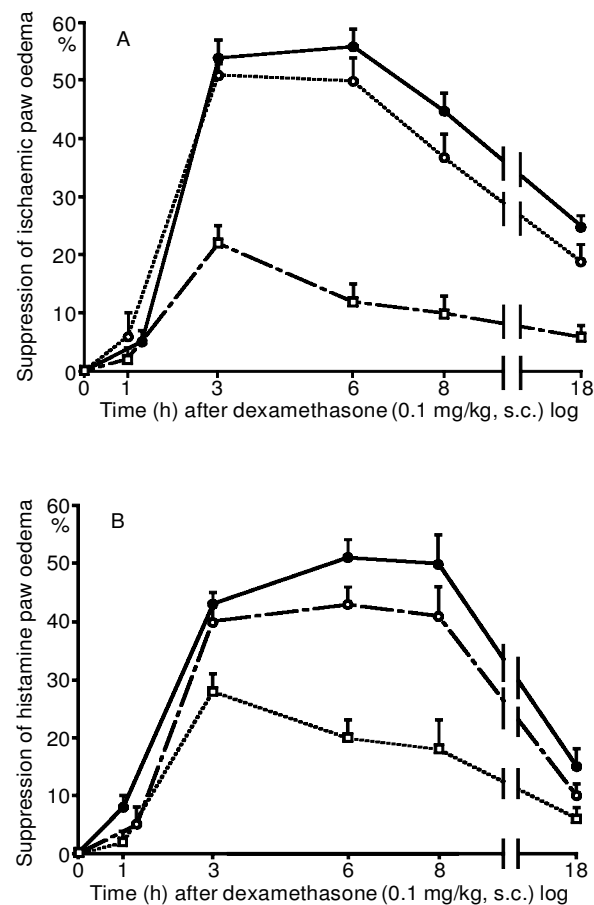 60
%
A
50
40
30
20
10
0
0 1 3 6 8 18
Suppression of ischaemic paw oedema
Time (h) after dexamethasone (0.1 mg/kg, s.c.) log
60
%
B
50
40
30
20
10
0
0 1 3 6 8 18
Suppression of histamine paw oedema
Time (h) after dexamethasone (0.1 mg/kg, s.c.) log